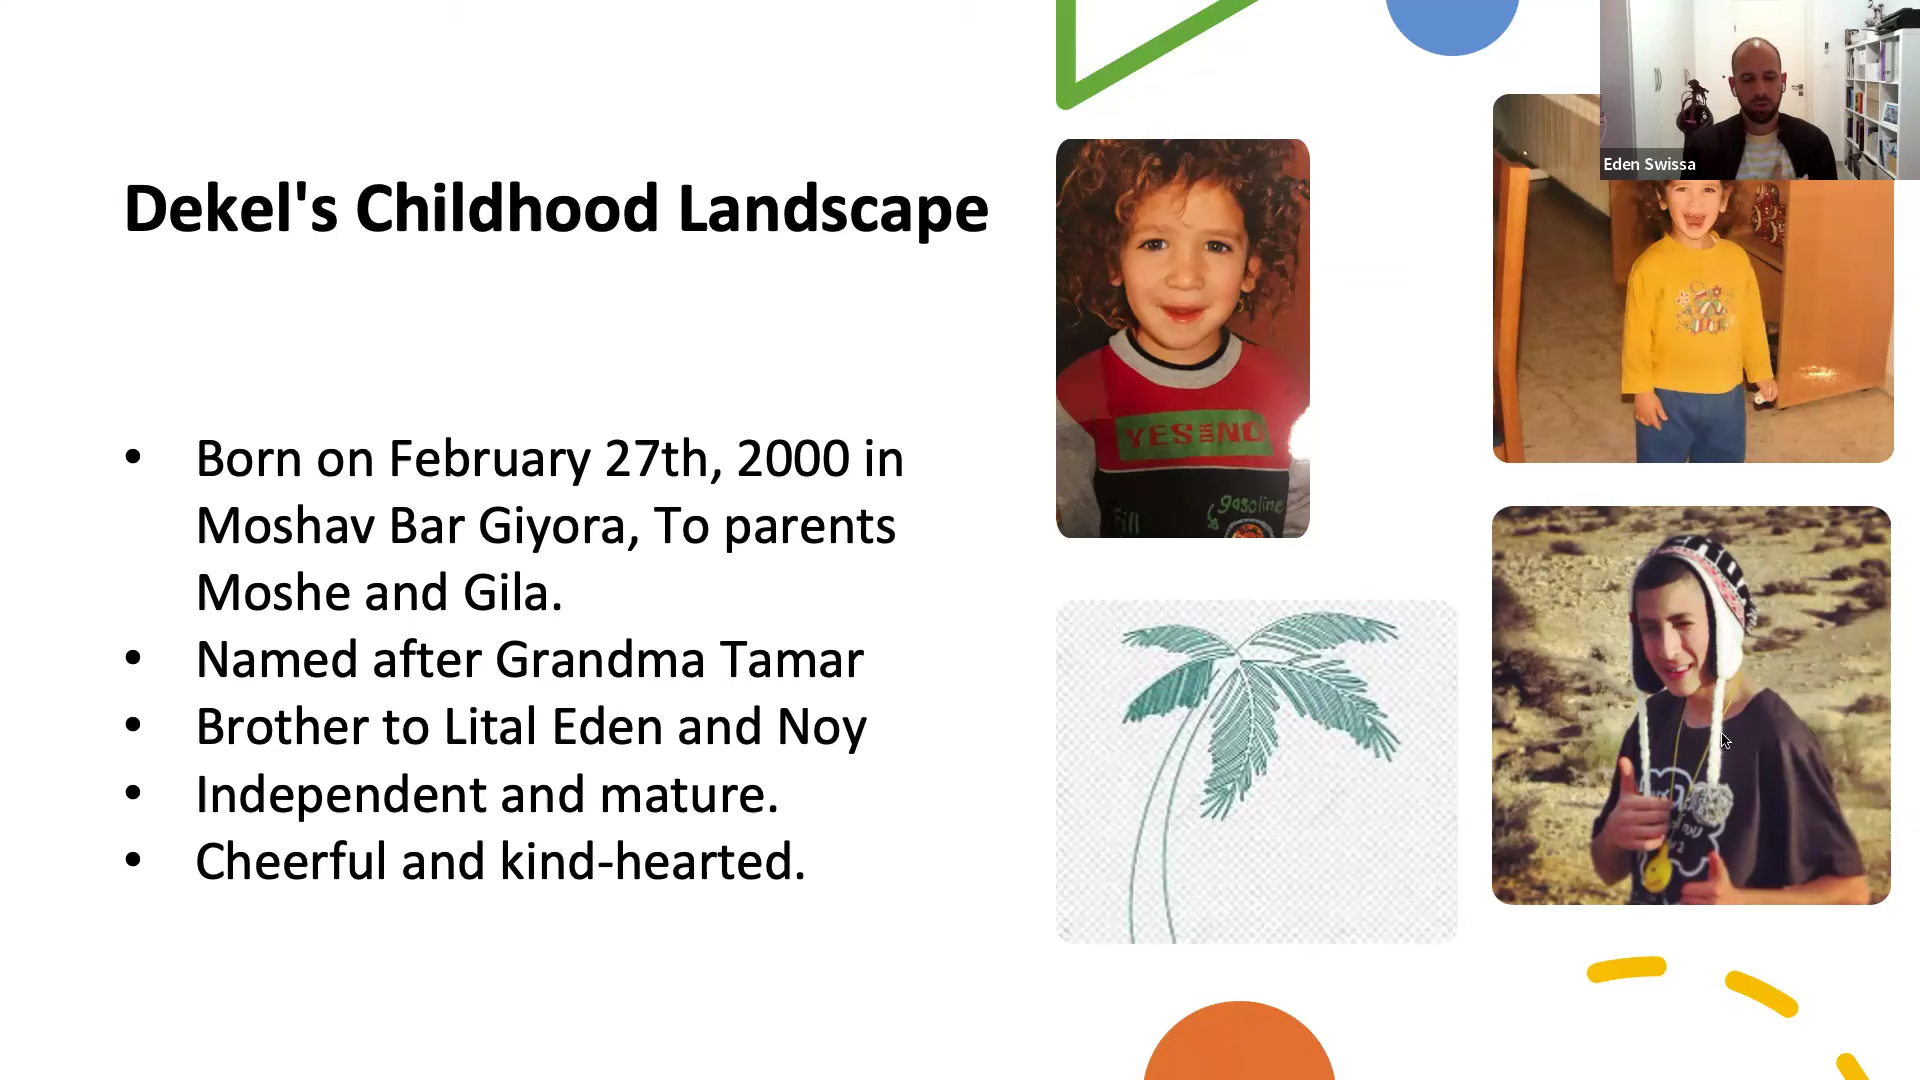 Eden Swissa
Dekel's Childhood Landscape
• Born on February 27th, 2000 in
Moshav Bar Giyora, To parents
Moshe and Gila.
• Named after Grandma Tamar
• Brother to Lital Eden and Noy
• Independent and mature.
• Cheerful and kind-hearted.
YES
NO
gasoline
Fill